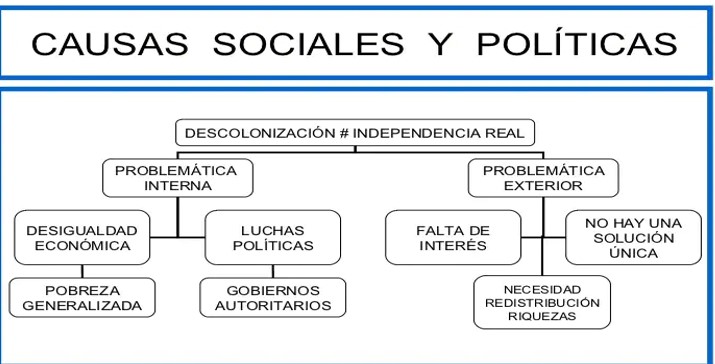 CAUSAS SOCIALES Y POLÍTICAS
DESCOLONIZACIÓN # INDEPENDENCIA REAL
PROBLEMÁTICA
INTERNA
PROBLEMÁTICA
EXTERIOR
DESIGUALDAD
ECONÓMICA
LUCHAS
POLÍTICAS
FALTA DE
INTERÉS
NO HAY UNA
SOLUCIÓN
ÚNICA
POBREZA
GENERALIZADA
GOBIERNOS
AUTORITARIOS
NECESIDAD
REDISTRIBUCIÓN
RIQUEZAS